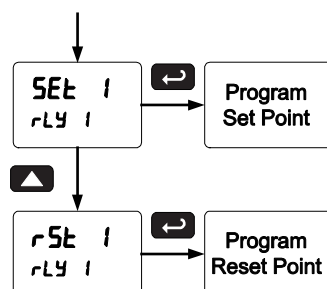 SEt 1
rLY 1
Program
Set Point
rSt 1
rLY 1
Program
Reset Point